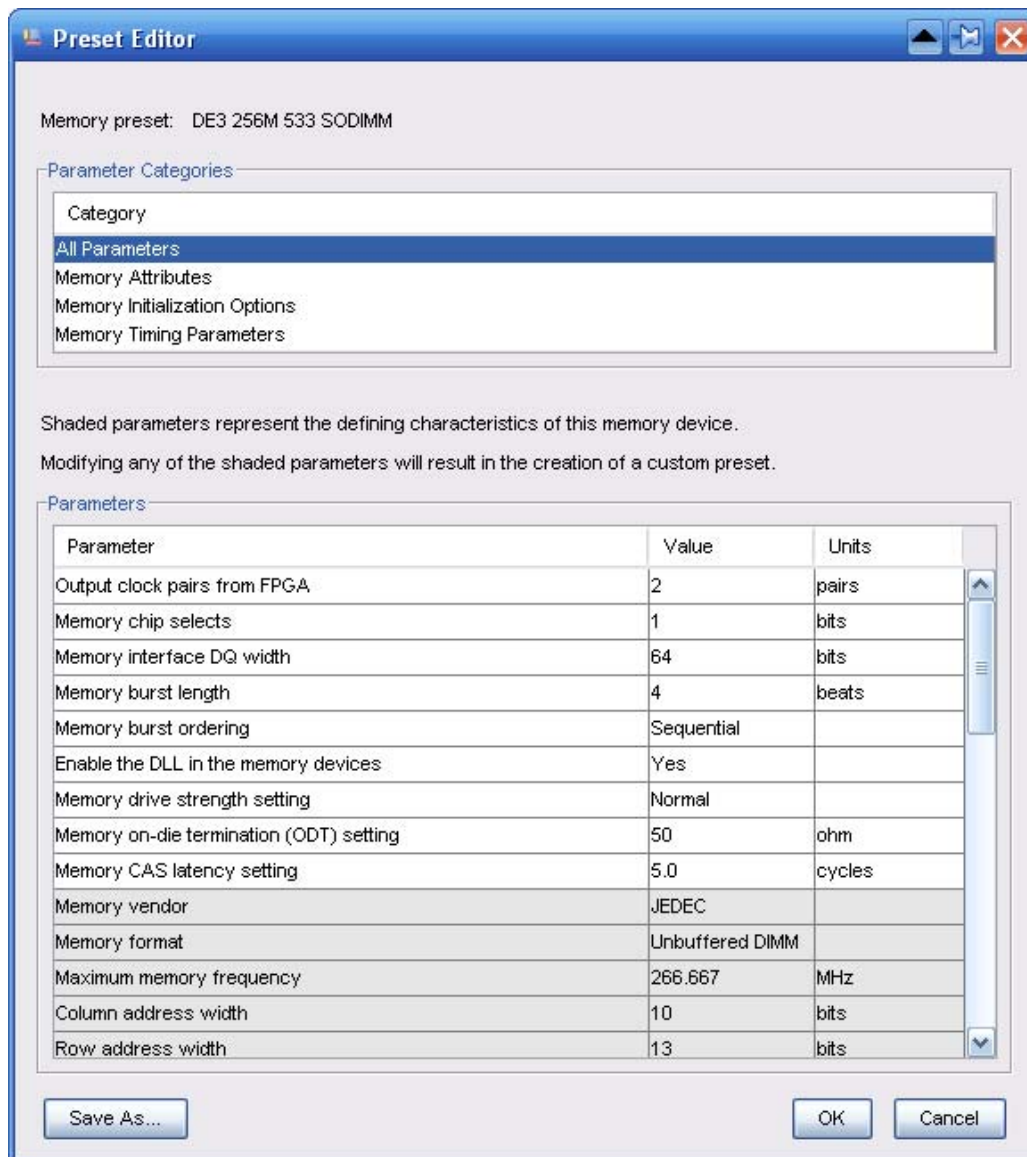 Preset Editor
Memory preset: DE3 256M 533 SODIMM
Parameter Categories
Category
All Parameters
Memory Attributes
Memory Initialization Options
Memory Timing Parameters
Shaded parameters represent the defining characteristics of this memory device.
Modifying any of the shaded parameters will result in the creation of a custom preset.
Parameters
Parameter Value Units
Output clock pairs from FPGA 2 pairs
Memory chip selects 1 bits
Memory interface DQ width 64 bits
Memory burst length 4 beats
Memory burst ordering Sequential
Enable the DLL in the memory devices Yes
Memory drive strength setting Normal
Memory on-die termination (ODT) setting 50 ohm
Memory CAS latency setting 5.0 cycles
Memory vendor JEDEC
Memory format Unbuffered DIMM
Maximum memory frequency 266.667 MHz
Column address width 10 bits
Row address width 13 bits
Save As... OK Cancel